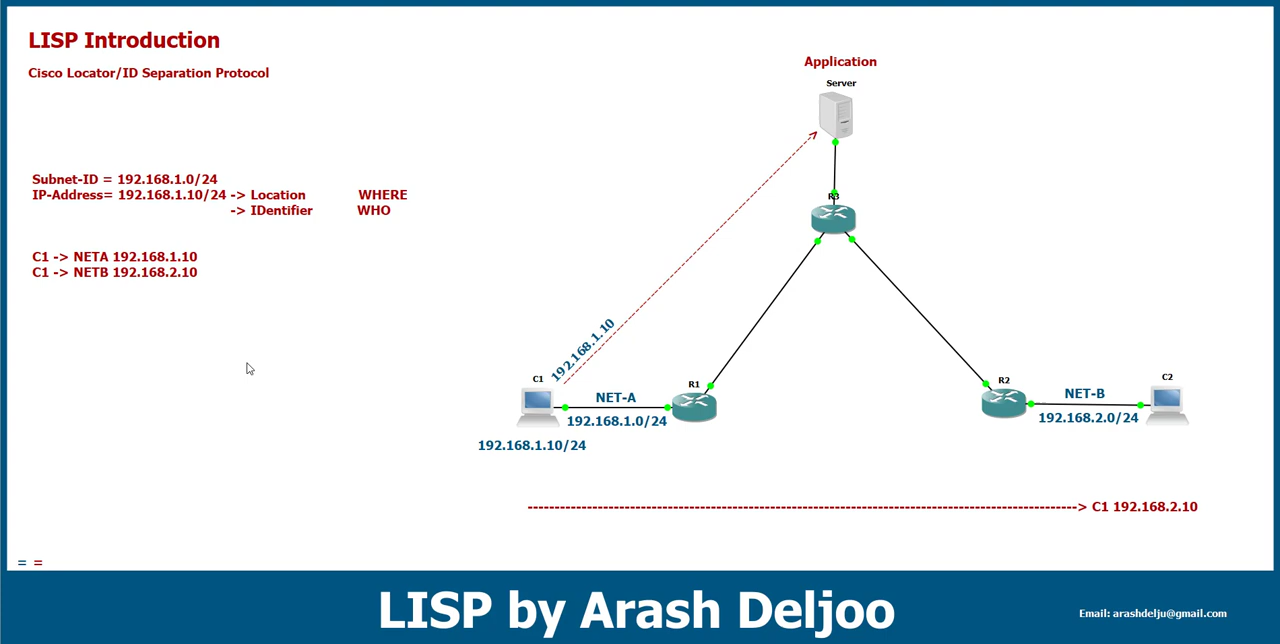 LISP Introduction
Cisco Locator/ID Separation Protocol
Subnet-ID = 192.168.1.0/24
IP-Address= 192.168.1.10/24 -> Location WHERE
-> IDentifier WHO
C1 -> NETA 192.168.1.10
C1 -> NETB 192.168.2.10
Application
Server
R3
192.168.1.10
C1
NET-A
R1
192.168.1.0/24
192.168.1.10/24
R2
NET-B
C2
192.168.2.0/24
-----------------------------------------------------------------------------------------------> C1 192.168.2.10
= =
LISP by Arash Deljoo
Email: arashdelju@gmail.com